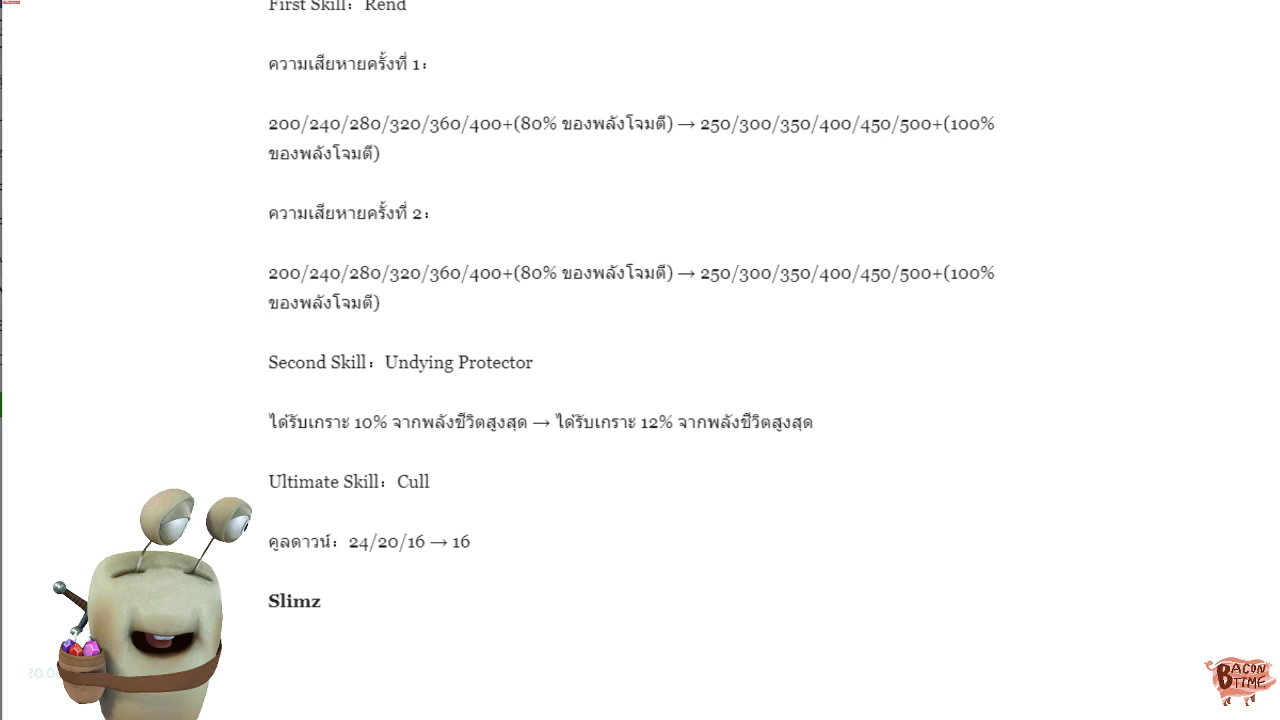 First Skill： Rend
ความเสียหายครั้งที่ 1：
200/240/280/320/360/400+(80% ของพลังโจมตี) → 250/300/350/400/450/500+(100%
ของพลังโจมตี)
ความเสียหายครั้งที่ 2：
200/240/280/320/360/400+(80% ของพลังโจมตี) → 250/300/350/400/450/500+(100%
ของพลังโจมตี)
Second Skill： Undying Protector
ได้รับเกราะ 10% จากพลังชีวิตสูงสุด → ได้รับเกราะ 12% จากพลังชีวิตสูงสุด
Ultimate Skill： Cull
คูลดาวน์： 24/20/16 → 16
Slimz
BACON
TIME